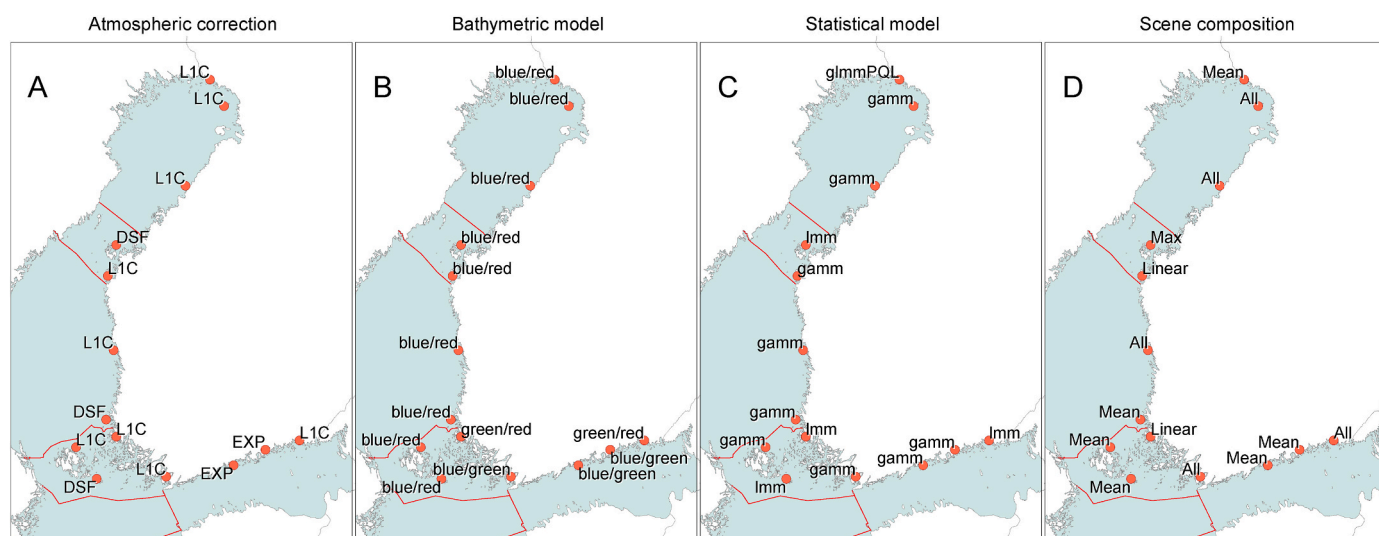 Atmospheric correction
Bathymetric model
Statistical model
Scene composition
A
L1C
L1C
L1C
DSF
L1C
L1C
DSF
L1C
L1C
EXP
L1C
L1C
EXP
DSF
B
blue/red
blue/red
blue/red
blue/red
blue/red
blue/red
blue/red
green/red
blue/red
green/red
blue/green
blue/green
blue/green
blue/red
C
glmmPQL
gamm
gamm
lmm
gamm
gamm
gamm
lmm
gamm
gamm
lmm
gamm
gamm
lmm
D
Mean
All
All
Max
Linear
All
Mean
Linear
Mean
Mean
All
All
Mean
Mean